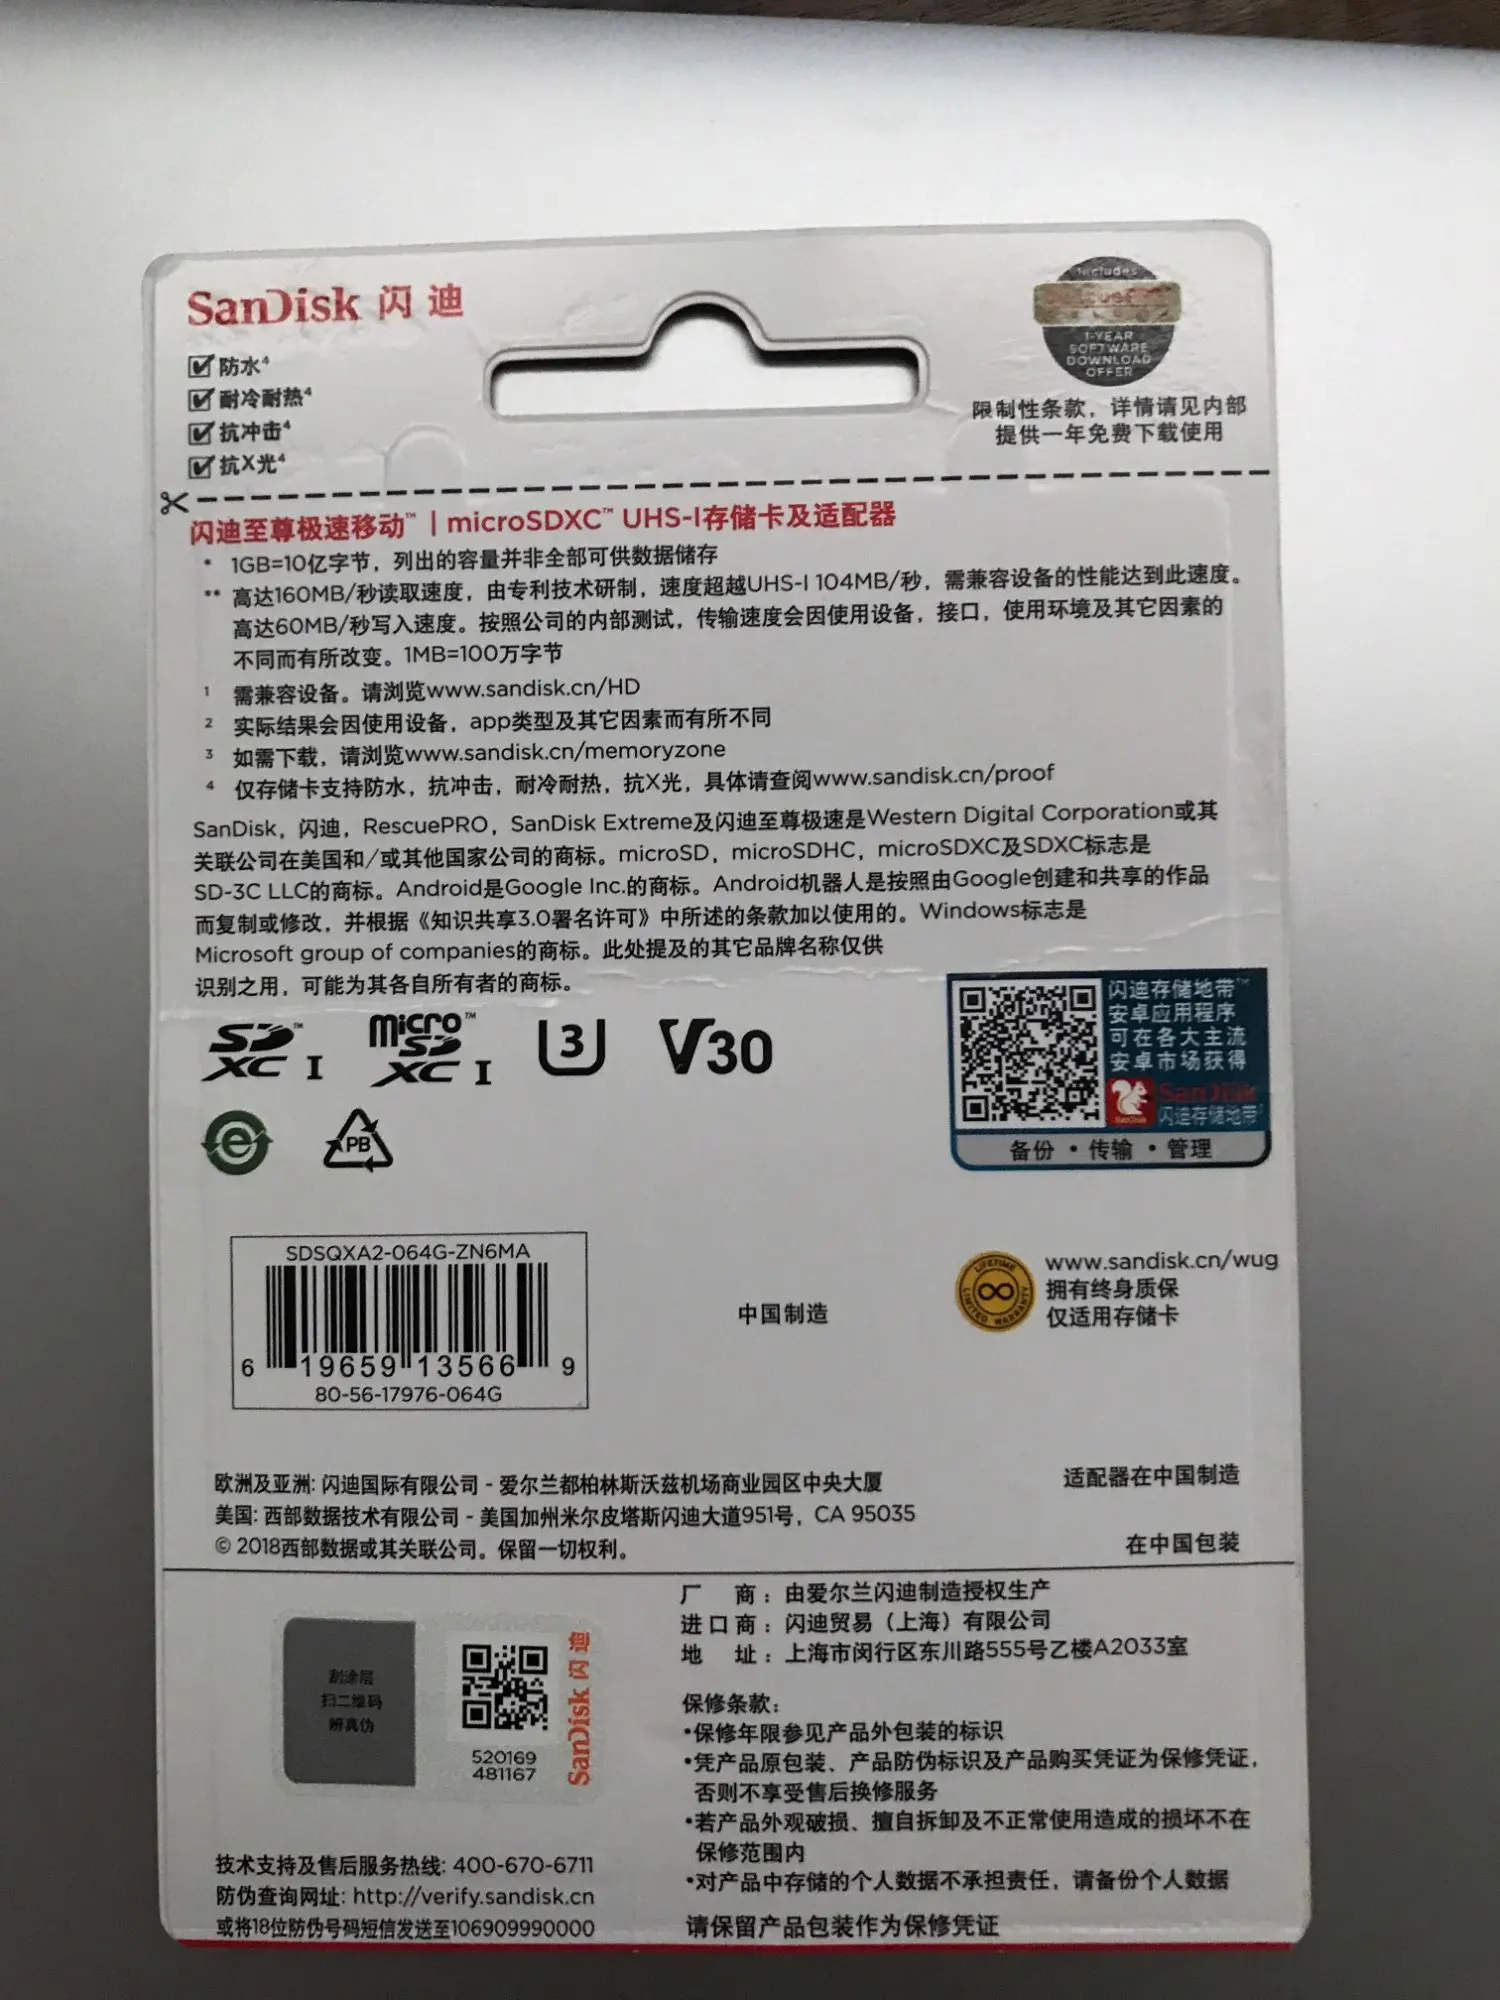 SanDisk 闪迪
防水4
耐冷耐热4
抗冲击4
抗X光4
Includes
1-YEAR
SOFTWARE
DOWNLOAD
OFFER
限制性条款，详情请见内部
提供一年免费下载使用
闪迪至尊极速移动™ | microSDXC™ UHS-I存储卡及适配器
* 1GB=10亿字节，列出的容量并非全部可供数据储存
** 高达160MB/秒读取速度，由专利技术研制，速度超越UHS-I 104MB/秒，需兼容设备的性能达到此速度。
高达60MB/秒写入速度。按照公司的内部测试，传输速度会因使用设备，接口，使用环境及其它因素的
不同而有所改变。1MB=100万字节
1 需兼容设备。请浏览www.sandisk.cn/HD
2 实际结果会因使用设备，app类型及其它因素而有所不同
3 如需下载，请浏览www.sandisk.cn/memoryzone
4 仅存储卡支持防水，抗冲击，耐冷耐热，抗X光，具体请查阅www.sandisk.cn/proof
SanDisk，闪迪，RescuePRO，SanDisk Extreme及闪迪至尊极速是Western Digital Corporation或其
关联公司在美国和/或其他国家公司的商标。microSD，microSDHC，microSDXC及SDXC标志是
SD-3C LLC的商标。Android是Google Inc.的商标。Android机器人是按照由Google创建和共享的作品
而复制或修改，并根据《知识共享3.0署名许可》中所述的条款加以使用的。Windows标志是
Microsoft group of companies的商标。此处提及的其它品牌名称仅供
识别之用，可能为其各自所有者的商标。
SD XC I ™
micro SD XC I ™
3
V30
闪迪存储地带™
安卓应用程序
可在各大主流
安卓市场获得
SanDisk
SanDisk
闪迪存储地带
备份 • 传输 • 管理
e
PB
SDSQXA2-064G-ZN6MA
6 19659 13566 9
80-56-17976-064G
中国制造
LIFETIME
LIMITED WARRANTY
www.sandisk.cn/wug
拥有终身质保
仅适用存储卡
欧洲及亚洲: 闪迪国际有限公司 - 爱尔兰都柏林斯沃兹机场商业园区中央大厦
美国: 西部数据技术有限公司 - 美国加州米尔皮塔斯闪迪大道951号，CA 95035
© 2018西部数据或其关联公司。保留一切权利。
适配器在中国制造
在中国包装
刮涂层
扫二维码
辨真伪
520169
481167
SanDisk 闪迪
技术支持及售后服务热线: 400-670-6711
防伪查询网址: http://verify.sandisk.cn
或将18位防伪号码短信发送至106909990000
厂 商：由爱尔兰闪迪制造授权生产
进口商：闪迪贸易（上海）有限公司
地 址：上海市闵行区东川路555号乙楼A2033室
保修条款：
•保修年限参见产品外包装的标识
•凭产品原包装、产品防伪标识及产品购买凭证为保修凭证，
否则不享受售后换修服务
•若产品外观破损、擅自拆卸及不正常使用造成的损坏不在
保修范围内
•对产品中存储的个人数据不承担责任，请备份个人数据
请保留产品包装作为保修凭证